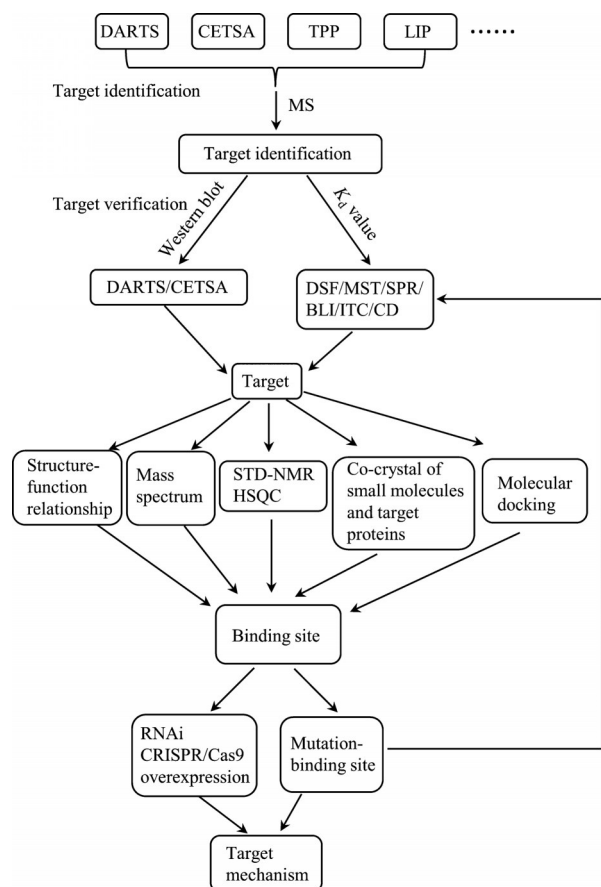 DARTS
CETSA
TPP
LIP
......
Target identification
MS
Target identification
Target verification
Western blot
Kd value
DARTS/CETSA
DSF/MST/SPR/
BLI/ITC/CD
Target
Structure-
function
relationship
Mass
spectrum
STD-NMR
HSQC
Co-crystal of
small molecules
and target
proteins
Molecular
docking
Binding site
RNAi
CRISPR/Cas9
overexpression
Mutation-
binding site
Target
mechanism